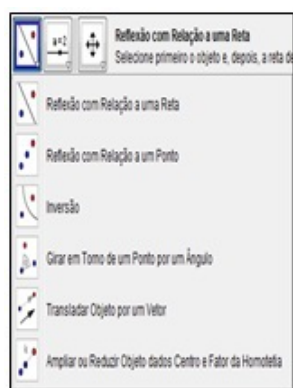 a=2
Reflexão com Relação a uma Reta
Selecione primeiro o objeto e, depois, a reta de
Reflexão com Relação a uma Reta
Reflexão com Relação a um Ponto
Inversão
Girar em Torno de um Ponto por um Ângulo
Transladar Objeto por um Vetor
Ampliar ou Reduzir Objeto dados Centro e Fator da Homotetia